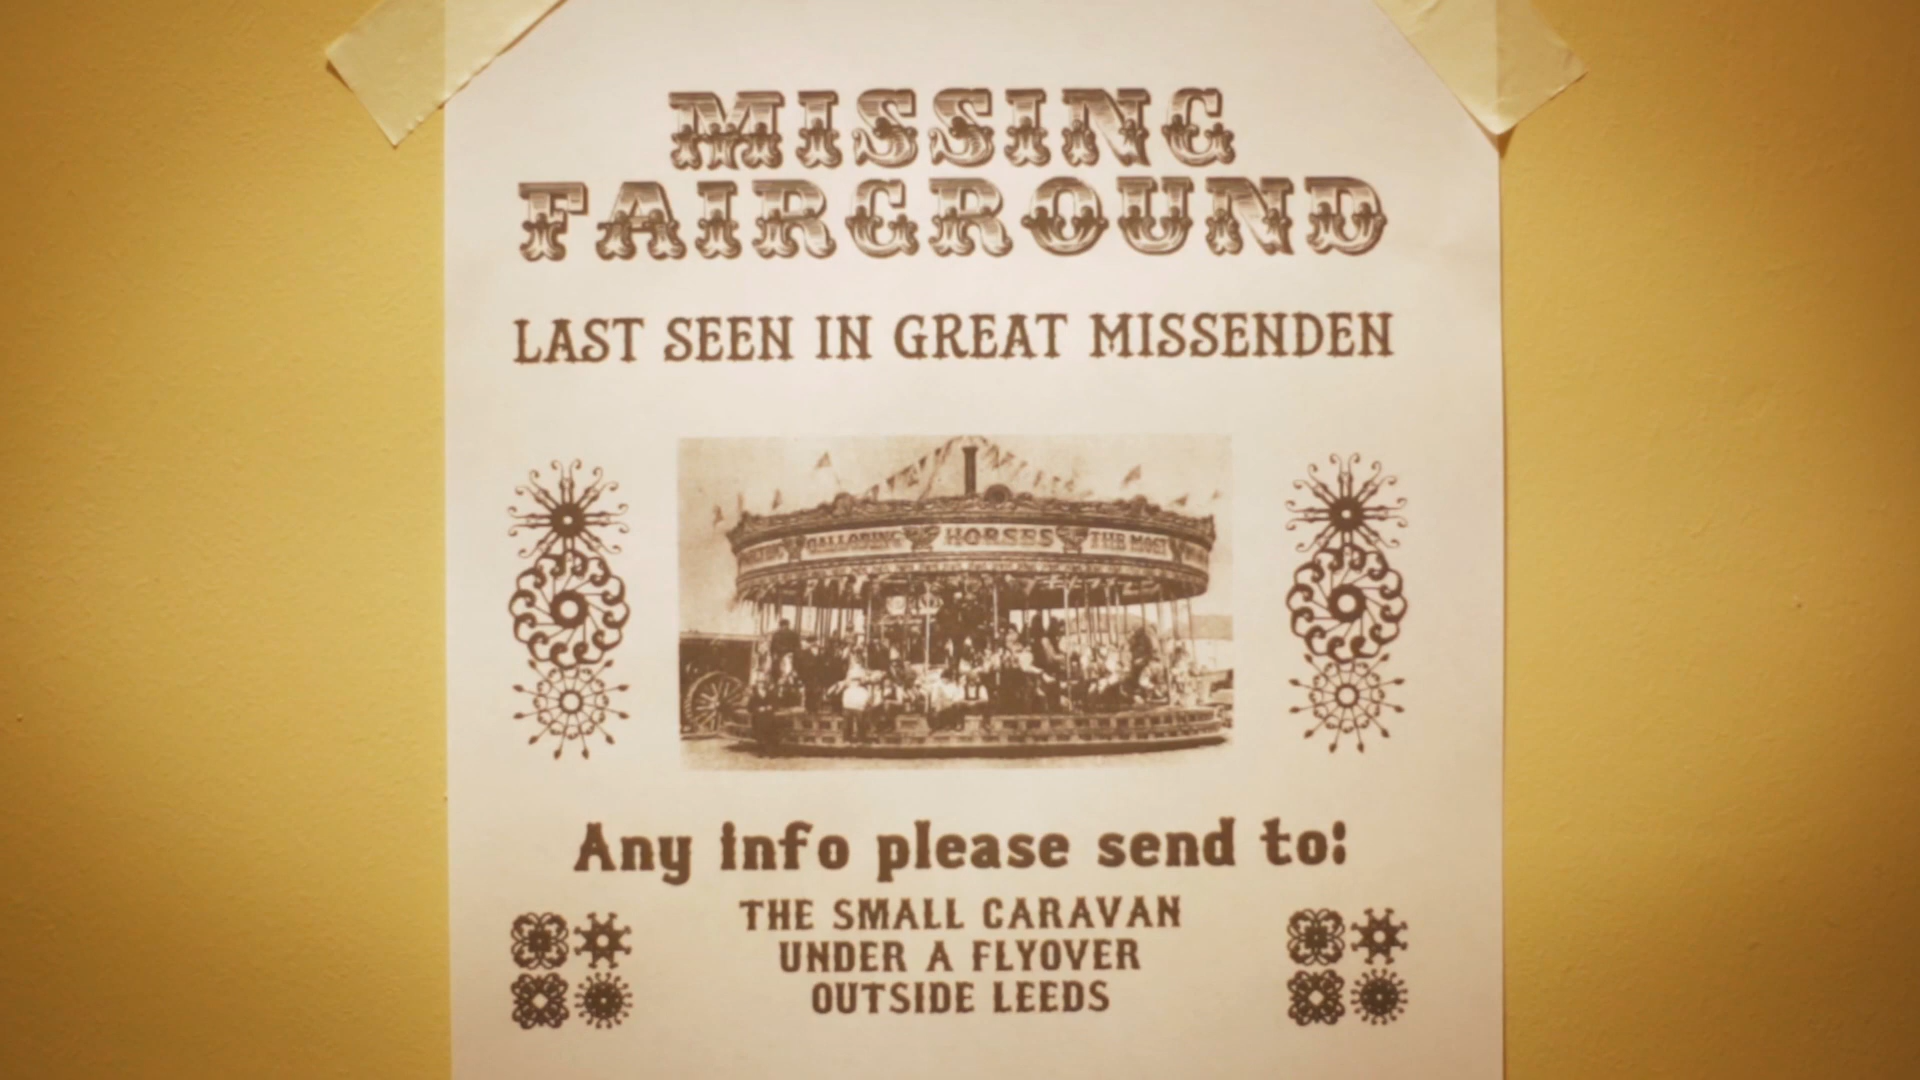 MISSING
FAIRGROUND
LAST SEEN IN GREAT MISSENDEN
GALLOPING HORSES THE MOST
Any info please send to:
THE SMALL CARAVAN
UNDER A FLYOVER
OUTSIDE LEEDS